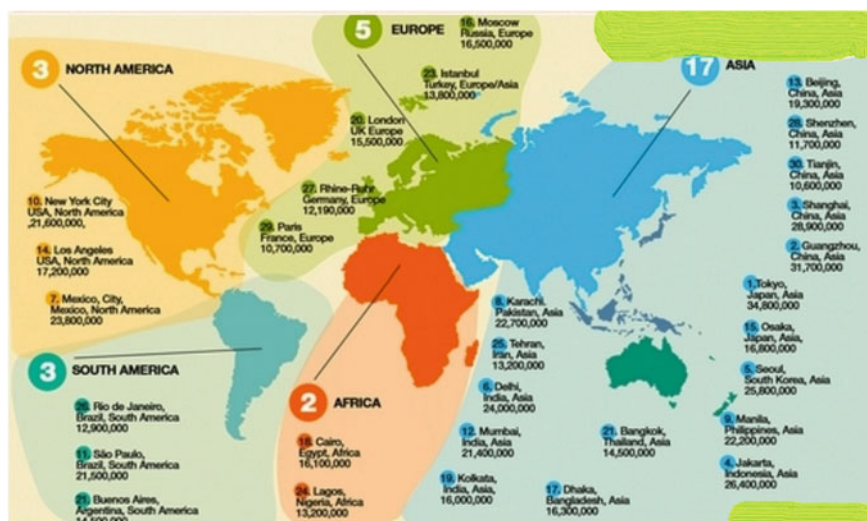 3 NORTH AMERICA
10. New York City
USA, North America
,21,600,000,
14. Los Angeles
USA, North America
17,200,000
7. Mexico, City,
Mexico, North America
23,800,000
5 EUROPE
16. Moscow
Russia, Europe
16,500,000
23. Istanbul
Turkey, Europe/Asia
13,800,000
20. London
UK Europe
15,500,000
27. Rhine-Ruhr
Germany, Europe
12,190,000
29. Paris
France, Europe
10,700,000
17 ASIA
13. Beijing,
China, Asia
19,300,000
28. Shenzhen,
China, Asia
11,700,000
30. Tianjin,
China, Asia
10,600,000
3. Shanghai,
China, Asia
28,900,000
2. Guangzhou,
China, Asia
31,700,000
1.Tokyo,
Japan, Asia
34,800,000
15. Osaka,
Japan, Asia
16,800,000
5. Seoul,
South Korea, Asia
25,800,000
9. Manila,
Philippines, Asia
22,200,000
4. Jakarta,
Indonesia, Asia
26,400,000
8. Karachi,
Pakistan, Asia
22,700,000
25. Tehran,
Iran, Asia
13,200,000
6. Delhi,
India, Asia
24,000,000
12. Mumbai,
India, Asia
21,400,000
19. Kolkata,
India, Asia
16,000,000
21. Bangkok,
Thailand, Asia
14,500,000
17. Dhaka,
Bangladesh, Asia
16,300,000
3 SOUTH AMERICA
26. Rio de Janeiro,
Brazil, South America
12,900,000
11. São Paulo,
Brazil, South America
21,500,000
21. Buenos Aires,
Argentina, South America
14,500,000
2 AFRICA
18. Cairo,
Egypt, Africa
16,100,000
24. Lagos,
Nigeria, Africa
13,200,000